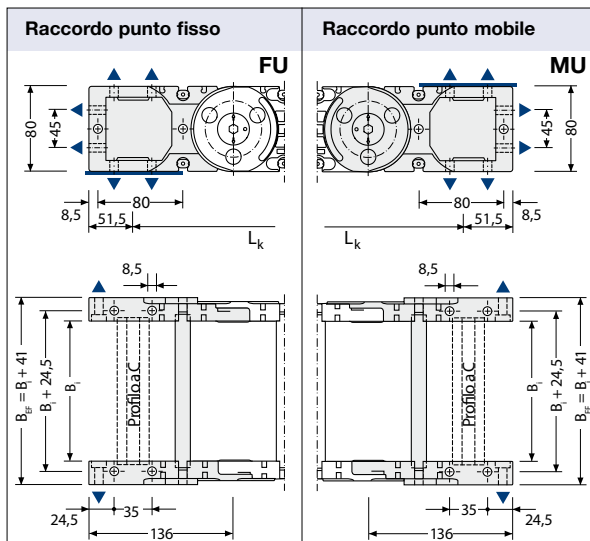 Raccordo punto fisso
Raccordo punto mobile
FU
MU
80
45
45
80
8,5
80
51,5
Lk
80
8,5
51,5
Lk
8,5
8,5
BEF = Bi + 41
Bi + 24,5
Bi
Profilo a C
Profilo a C
Bi
Bi + 24,5
BEF = Bi + 41
24,5
35
136
35
24,5
136